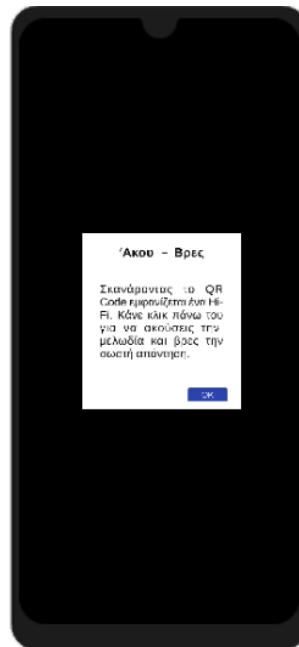 Άκου – Βρες
Σκανάροντας το QR
Code εμφανίζεται ένα Hi-
Fi. Κάνε κλικ πάνω του
για να ακούσεις την
μελωδία και βρες την
σωστή απάντηση.
OK